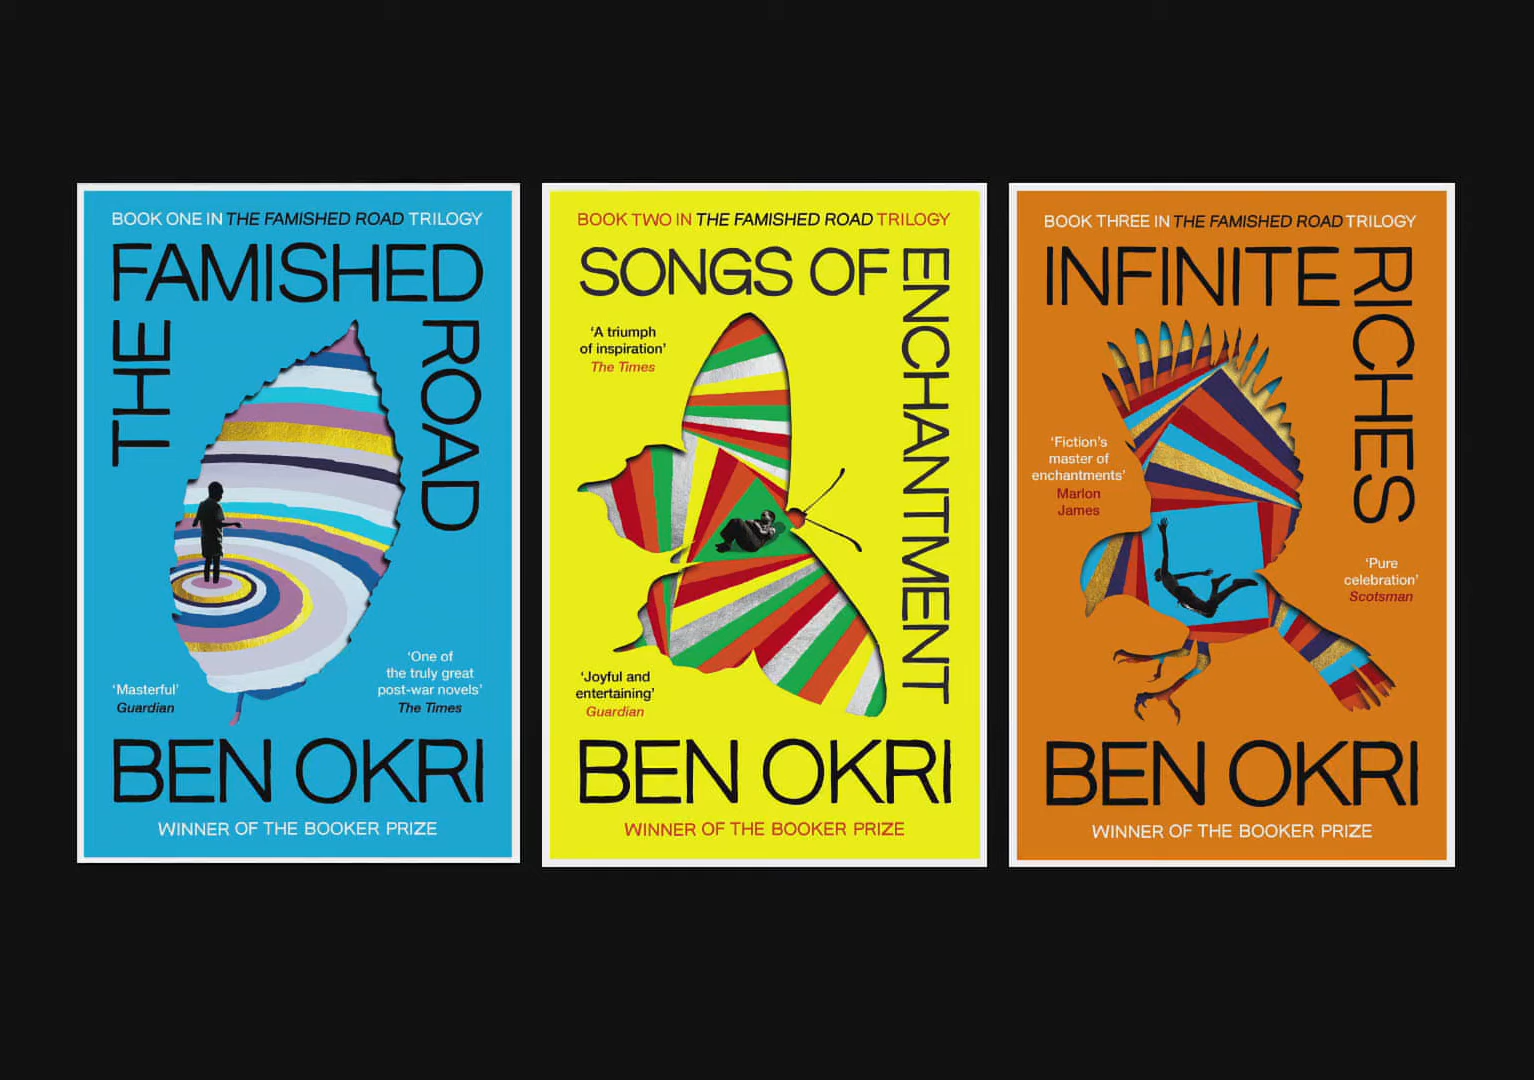 BOOK ONE IN THE FAMISHED ROAD TRILOGY
THE
FAMISHED
ROAD
'Masterful'
Guardian
'One of
the truly great
post-war novels'
The Times
BEN OKRI
WINNER OF THE BOOKER PRIZE
BOOK TWO IN THE FAMISHED ROAD TRILOGY
SONGS OF
ENCHANTMENT
'A triumph
of inspiration'
The Times
'Joyful and
entertaining'
Guardian
BEN OKRI
WINNER OF THE BOOKER PRIZE
BOOK THREE IN THE FAMISHED ROAD TRILOGY
INFINITE
RICHES
'Fiction's
master of
enchantments'
Marlon
James
'Pure
celebration'
Scotsman
BEN OKRI
WINNER OF THE BOOKER PRIZE